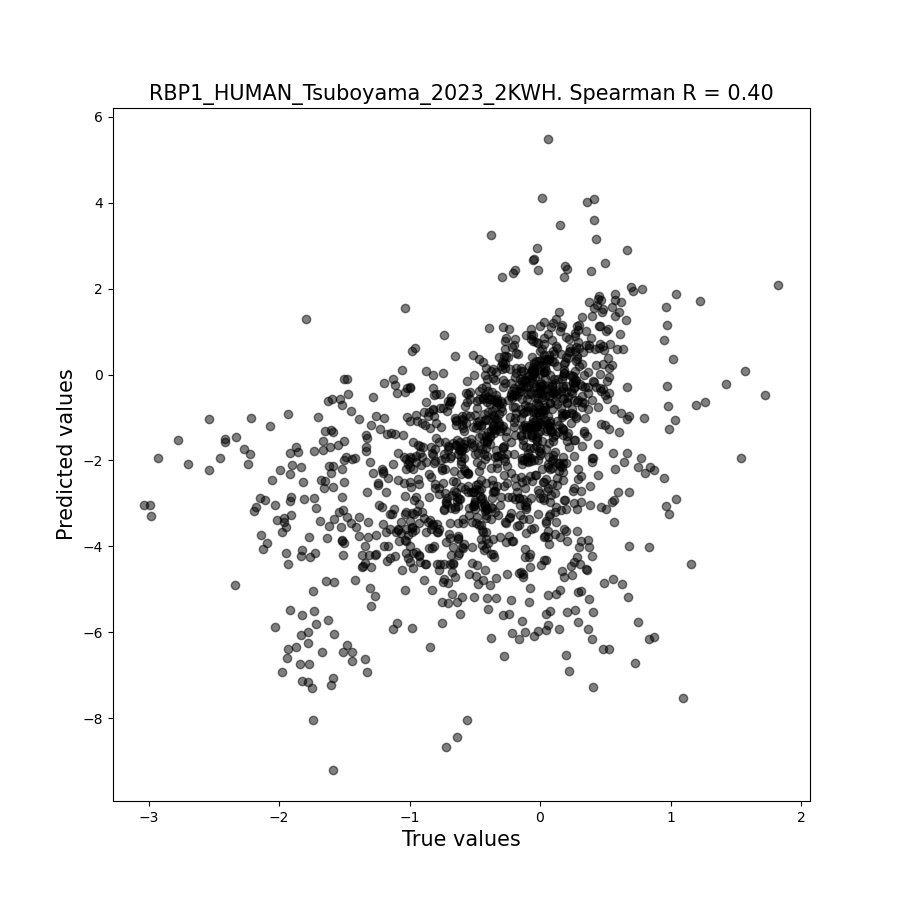 RBP1_HUMAN_Tsuboyama_2023_2KWH. Spearman R = 0.40
6
4
2
0
−2
−4
−6
−8
Predicted values
−3 −2 −1 0 1 2
True values